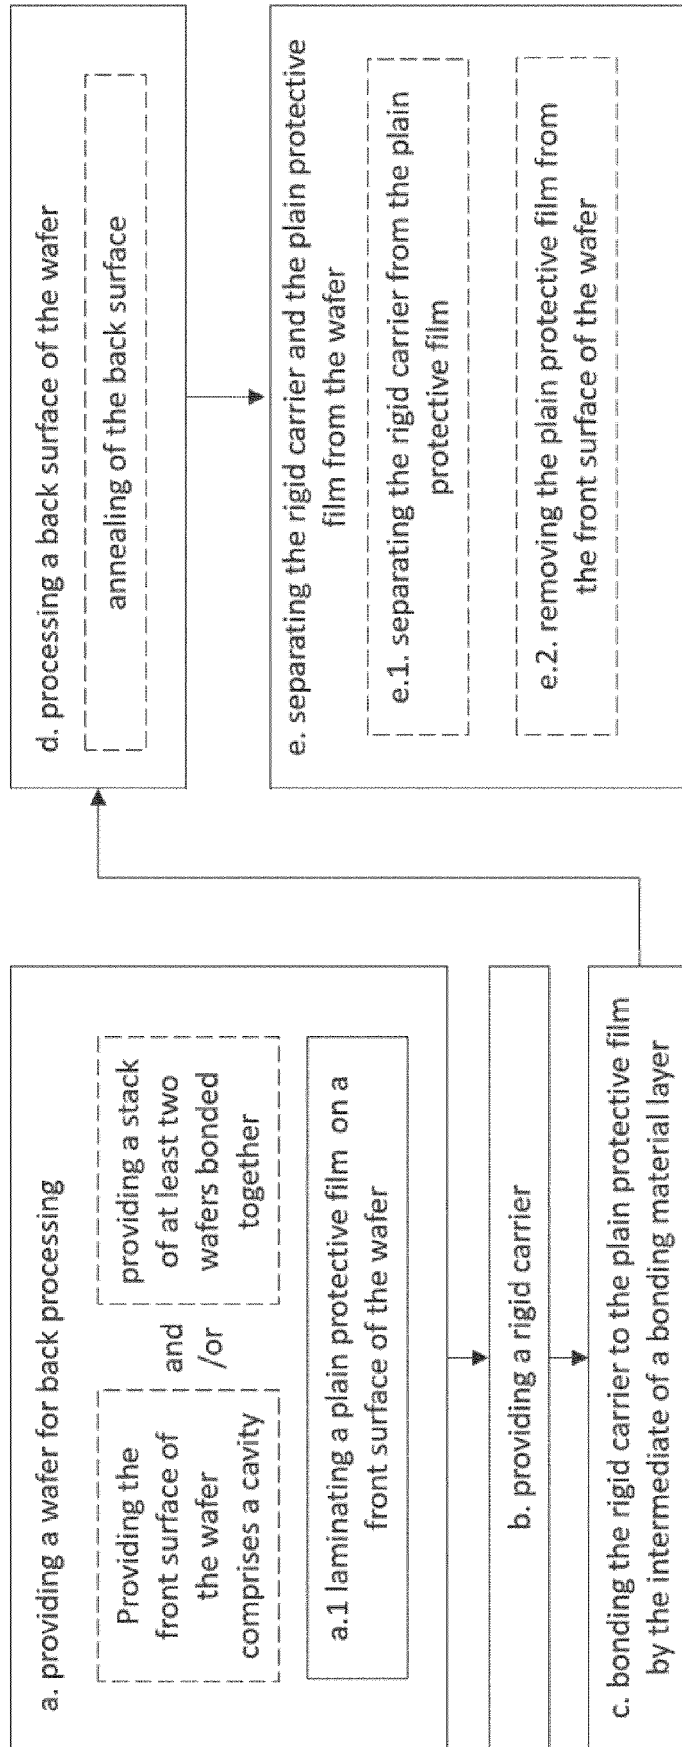 a. providing a wafer for back processing
Providing the
front surface of
the wafer
comprises a cavity
and
/or
providing a stack
of at least two
wafers bonded
together
a.1 laminating a plain protective film on a
front surface of the wafer
b. providing a rigid carrier
c. bonding the rigid carrier to the plain protective film
by the intermediate of a bonding material layer
d. processing a back surface of the wafer
annealing of the back surface
e. separating the rigid carrier and the plain protective
film from the wafer
e.1. separating the rigid carrier from the plain
protective film
e.2. removing the plain protective film from
the front surface of the wafer